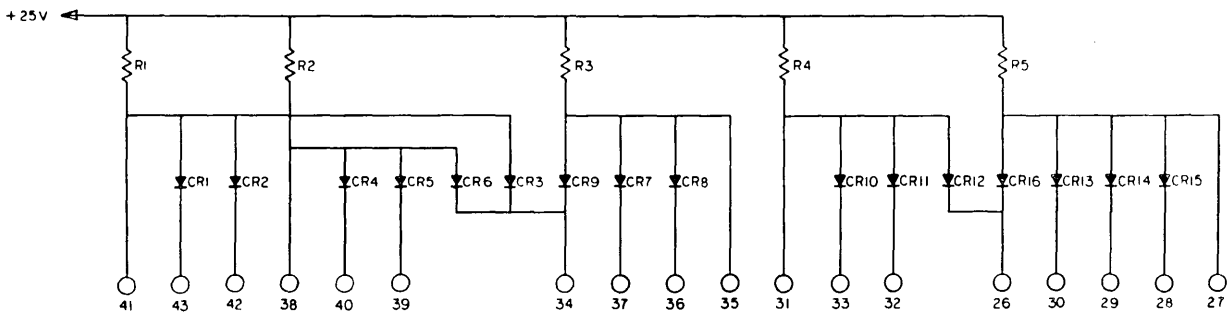 +25V
R1 R2 R3 R4 R5
CR1 CR2 CR4 CR5 CR6 CR3 CR9 CR7 CR8 CR10 CR11 CR12 CR16 CR13 CR14 CR15
41 43 42 38 40 39 34 37 36 35 31 33 32 26 30 29 28 27